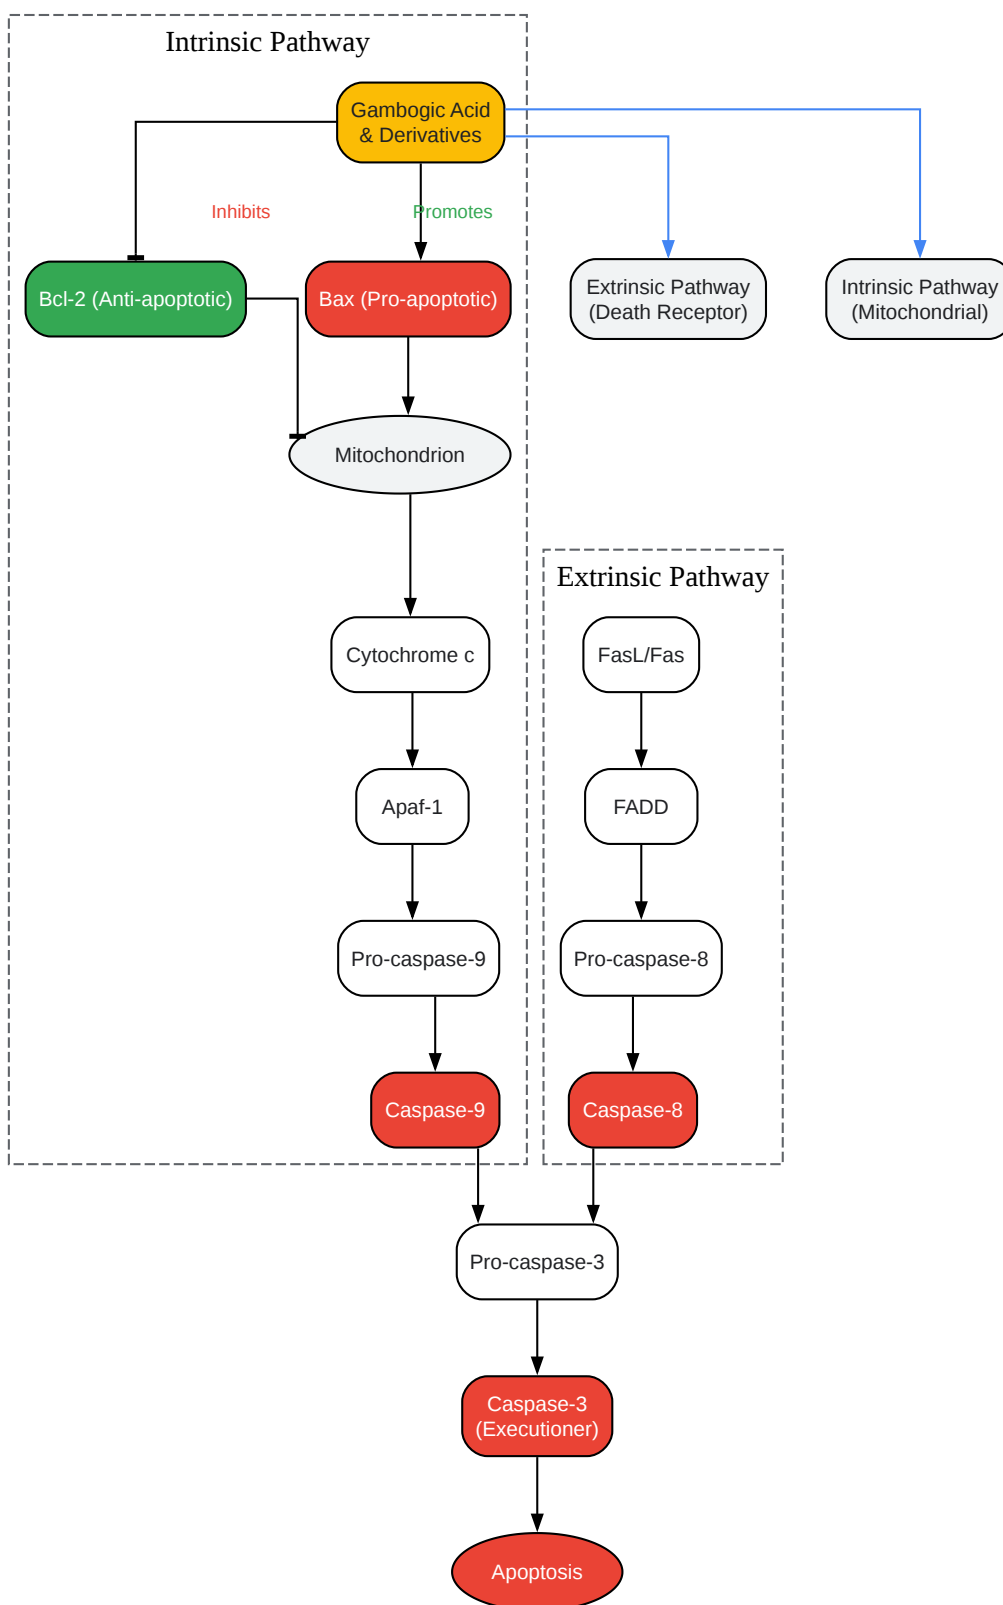 Intrinsic Pathway
Gambogic Acid
& Derivatives
Inhibits
Promotes
Bcl-2 (Anti-apoptotic)
Bax (Pro-apoptotic)
Extrinsic Pathway
(Death Receptor)
Intrinsic Pathway
(Mitochondrial)
Mitochondrion
Extrinsic Pathway
Cytochrome c
FasL/Fas
Apaf-1
FADD
Pro-caspase-9
Pro-caspase-8
Caspase-9
Caspase-8
Pro-caspase-3
Caspase-3
(Executioner)
Apoptosis